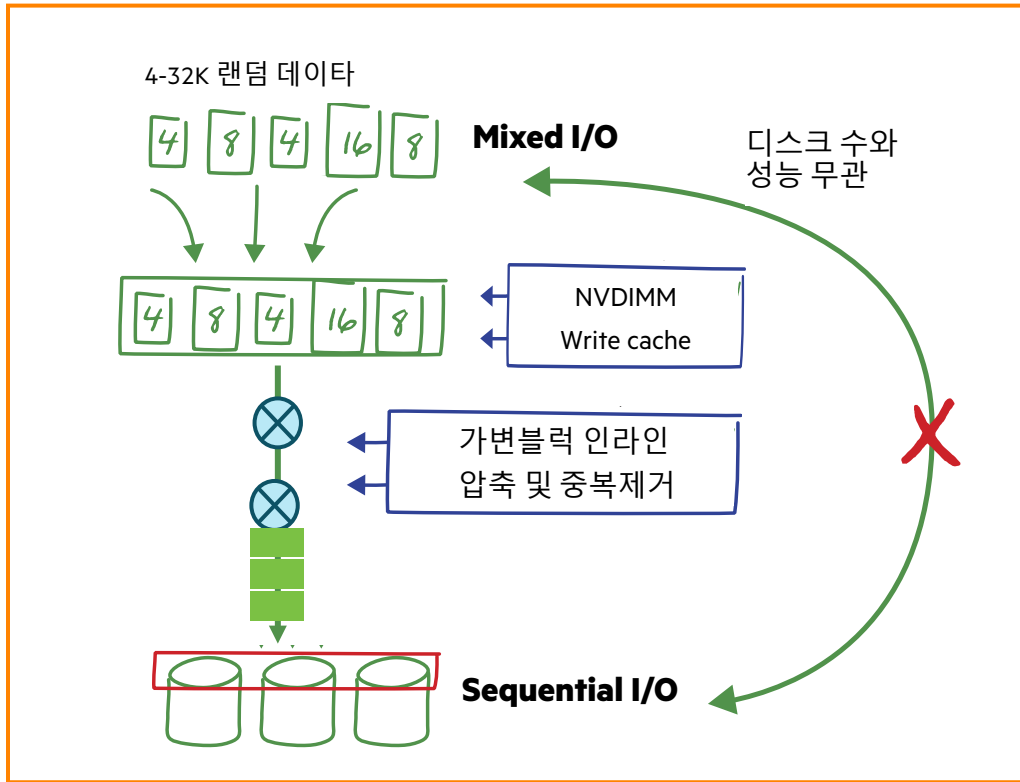 4-32K 랜덤 데이타
4 8 4 16 8
Mixed I/O
디스크 수와
성능 무관
4 8 4 16 8
NVDIMM
Write cache
가변블럭 인라인
압축 및 중복제거
Sequential I/O